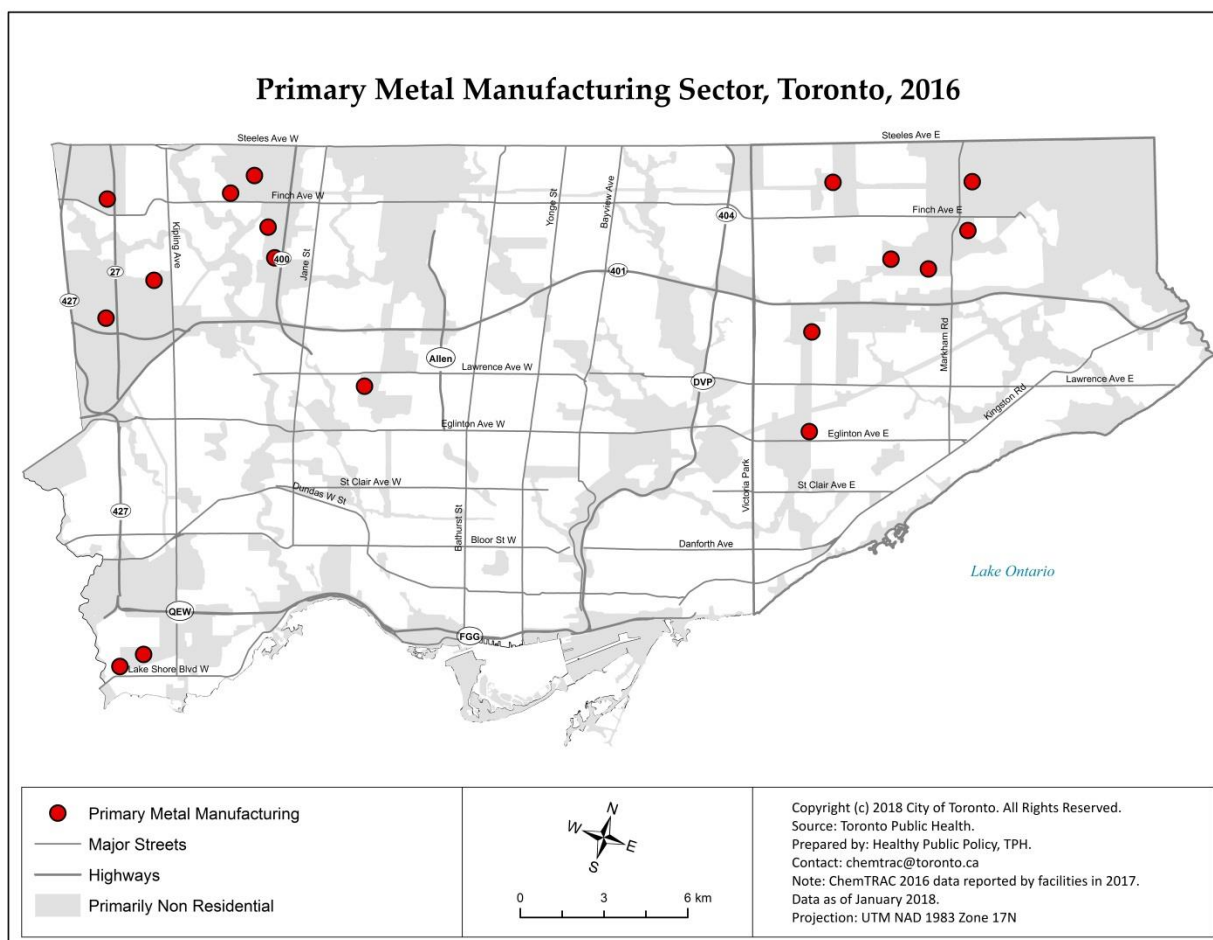 Primary Metal Manufacturing Sector, Toronto, 2016
Steeles Ave W
Steeles Ave E
Finch Ave W
Finch Ave E
Kipling Ave
Jane St
Yonge St
Bayview Ave
404
400
27
427
401
Markham Rd
Allen
Lawrence Ave W
DVP
Lawrence Ave E
Kingston Rd
Eglinton Ave W
Eglinton Ave E
Victoria Park
St Clair Ave W
St Clair Ave E
Dundas W St
427
Bathurst St
Bloor St W
Danforth Ave
Lake Ontario
QEW
FGG
Lake Shore Blvd W
Primary Metal Manufacturing
Major Streets
Highways
Primarily Non Residential
N
W
E
S
0 3 6 km
Copyright (c) 2018 City of Toronto. All Rights Reserved.
Source: Toronto Public Health.
Prepared by: Healthy Public Policy, TPH.
Contact: chemtrac@toronto.ca
Note: ChemTRAC 2016 data reported by facilities in 2017.
Data as of January 2018.
Projection: UTM NAD 1983 Zone 17N